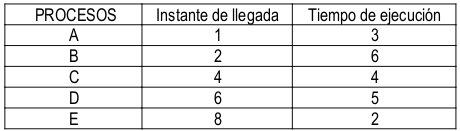 PROCESOS Instante de llegada Tiempo de ejecución
A 1 3
B 2 6
C 4 4
D 6 5
E 8 2